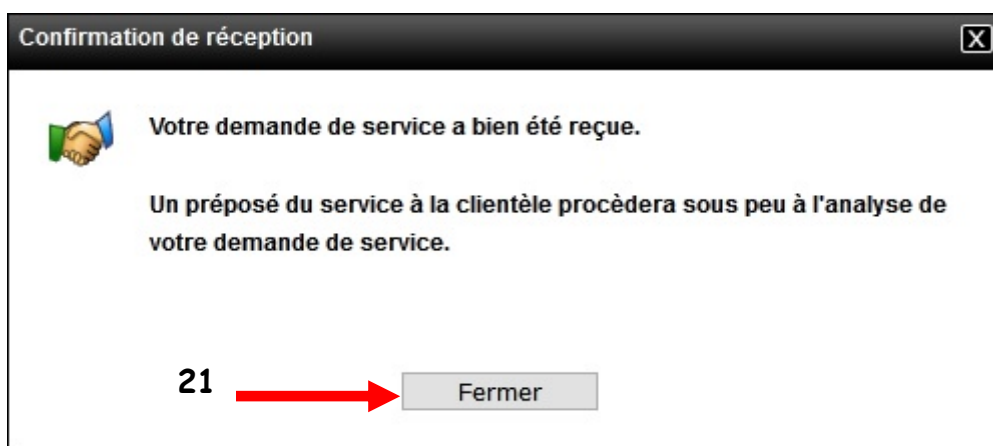 Confirmation de réception X
Votre demande de service a bien été reçue.
Un préposé du service à la clientèle procèdera sous peu à l'analyse de
votre demande de service.
21 Fermer